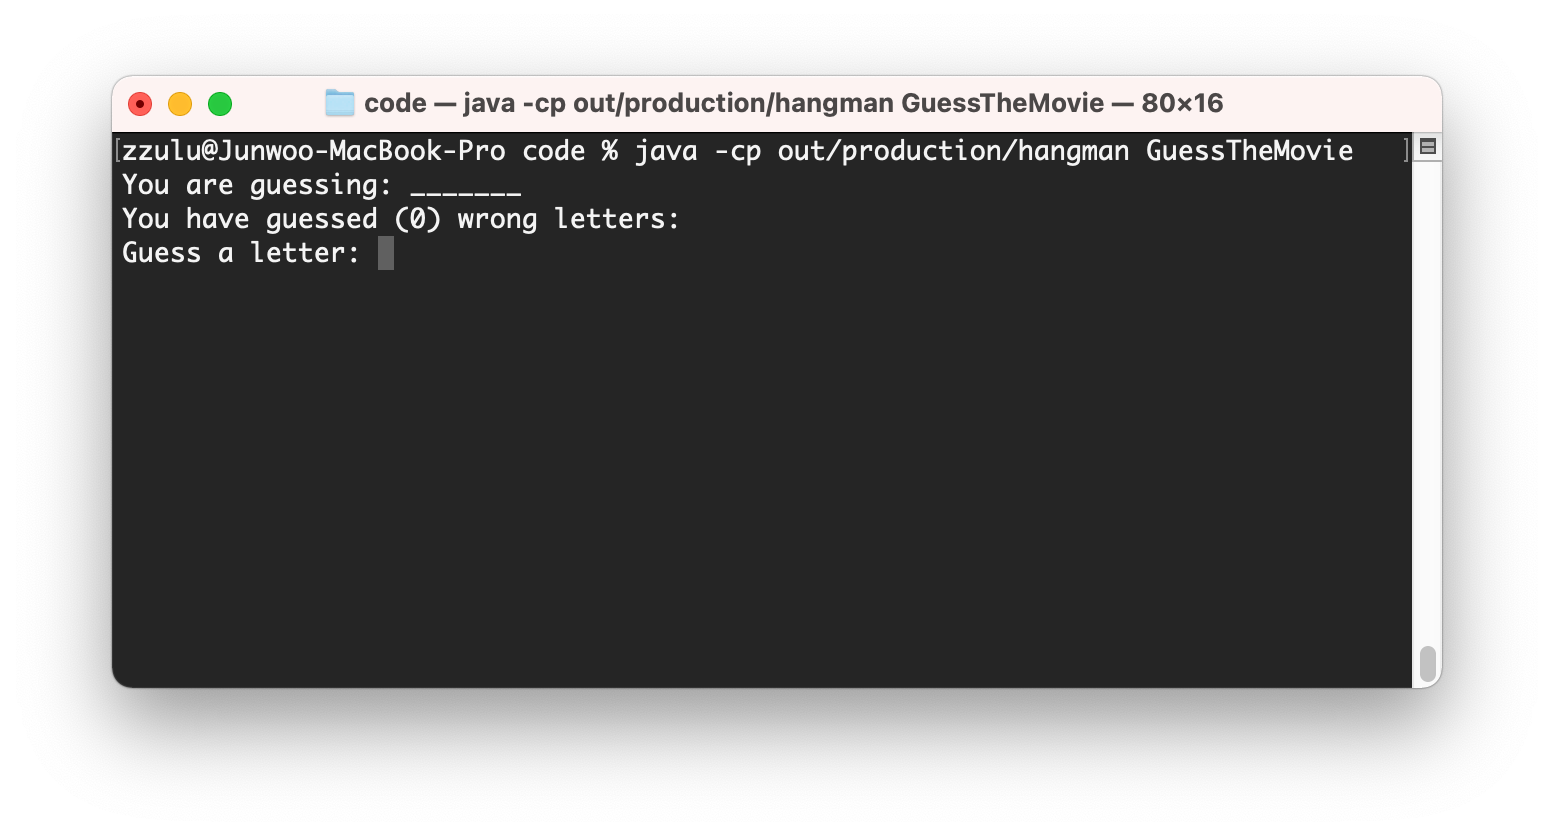 code — java -cp out/production/hangman GuessTheMovie — 80×16
[zzulu@Junwoo-MacBook-Pro code % java -cp out/production/hangman GuessTheMovie ]
You are guessing: _______
You have guessed (0) wrong letters:
Guess a letter: